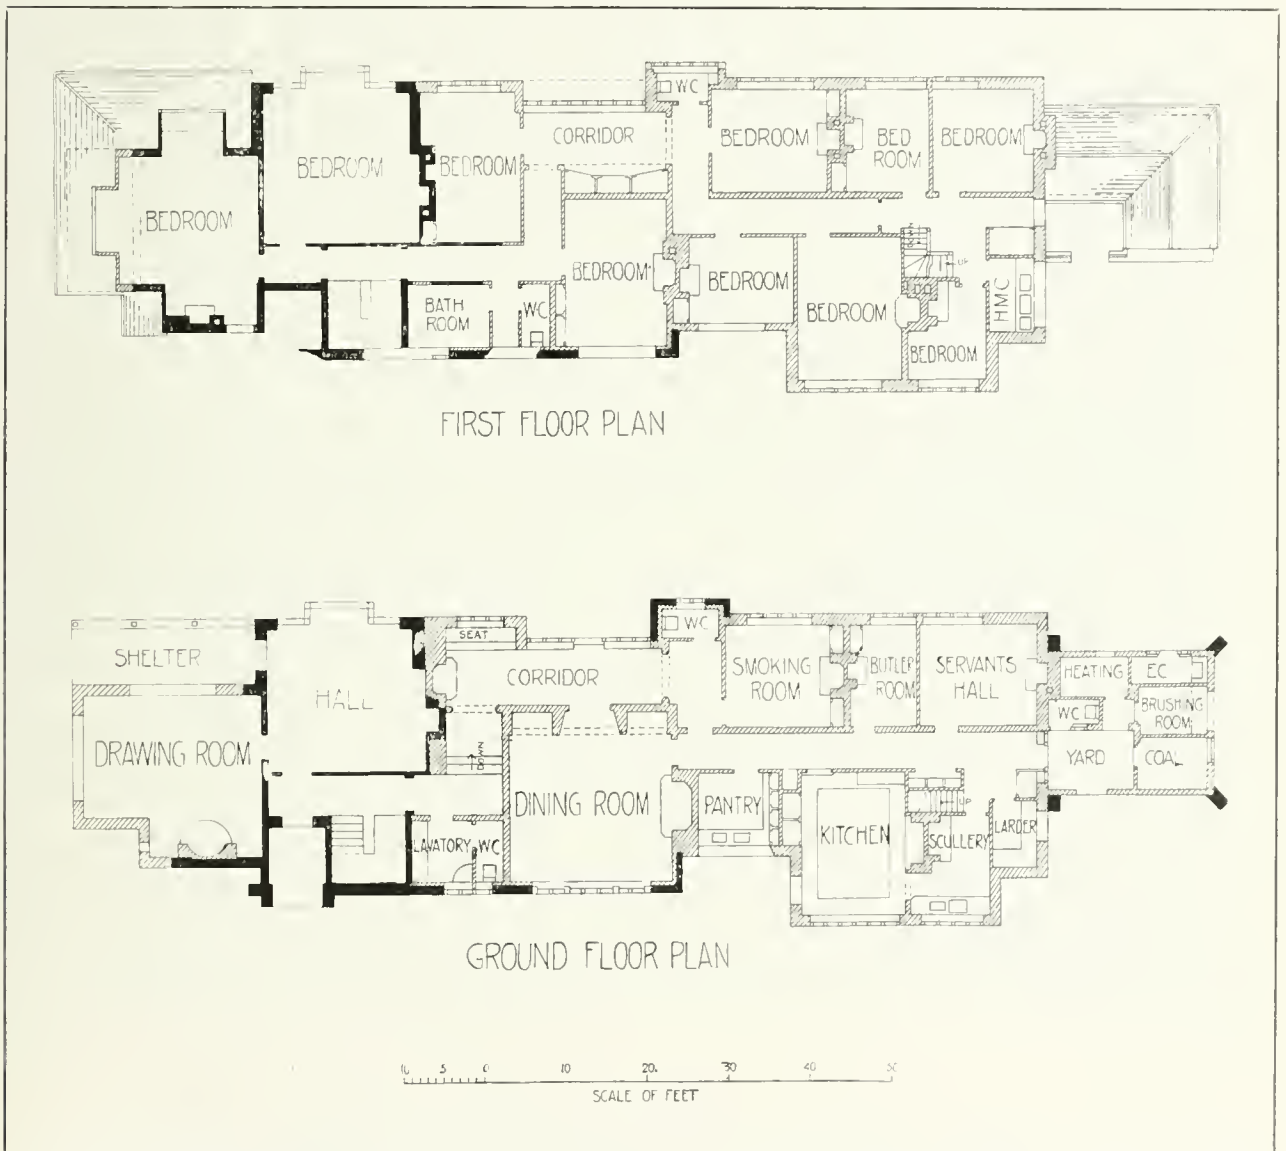 WC
CORRIDOR
BEDROOM
BED
ROOM
BEDROOM
BEDROOM
BEDROOM
BEDROOM
DOWN
UP
BEDROOM
BEDROOM
HMC
BATH
ROOM
WC
BEDROOM
BEDROOM
FIRST FLOOR PLAN
WC
SEAT
SHELTER
SMOKING
ROOM
BUTLER
ROOM
SERVANTS
HALL
HEATING
EC
CORRIDOR
HALL
BRUSHING
ROOM
WC
DRAWING ROOM
DOWN
YARD
COAL
DINING ROOM
PANTRY
UP
KITCHEN
LARDER
LAVATORY
WC
SCULLERY
GROUND FLOOR PLAN
10 5 0 10 20 30 40 50
SCALE OF FEET